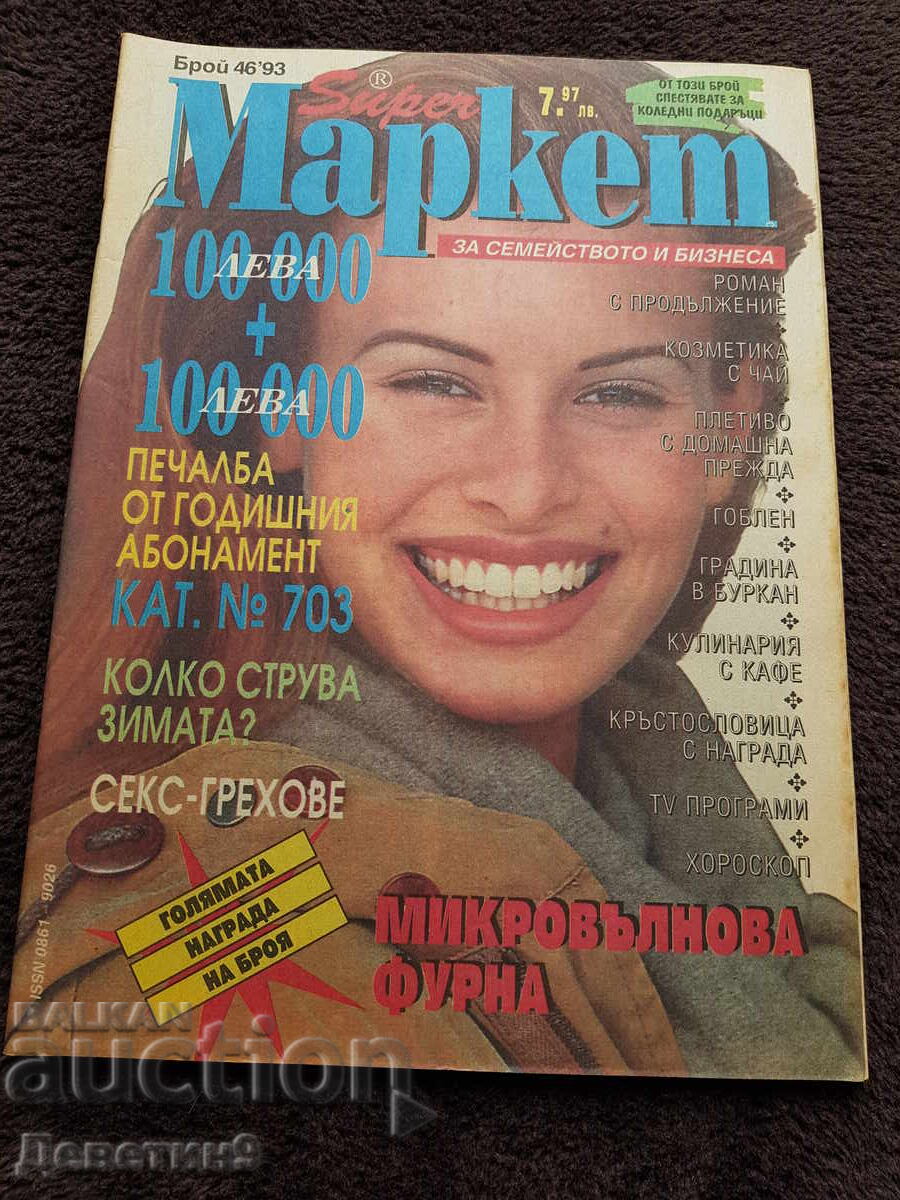 Брой 46'93
Super ®
Маркет
7.97 ЛВ.
ОТ ТОЗИ БРОЙ
СПЕСТЯВАТЕ ЗА
КОЛЕДНИ ПОДАРЪЦИ
ЗА СЕМЕЙСТВОТО И БИЗНЕСА
100 000
ЛЕВА
+
100 000
ЛЕВА
ПЕЧАЛБА
ОТ ГОДИШНИЯ
АБОНАМЕНТ
КАТ. № 703
КОЛКО СТРУВА
ЗИМАТА?
СЕКС-ГРЕХОВЕ
ГОЛЯМАТА
НАГРАДА
НА БРОЯ
РОМАН
С ПРОДЪЛЖЕНИЕ
КОЗМЕТИКА
С ЧАЙ
ПЛЕТИВО
С ДОМАШНА
ПРЕЖДА
ГОБЛЕН
ГРАДИНА
В БУРКАН
КУЛИНАРИЯ
С КАФЕ
КРЪСТОСЛОВИЦА
С НАГРАДА
TV ПРОГРАМИ
ХОРОСКОП
МИКРОВЪЛНОВА
ФУРНА
ISSN 0861 - 9026
BALKAN
auction
Деветин9